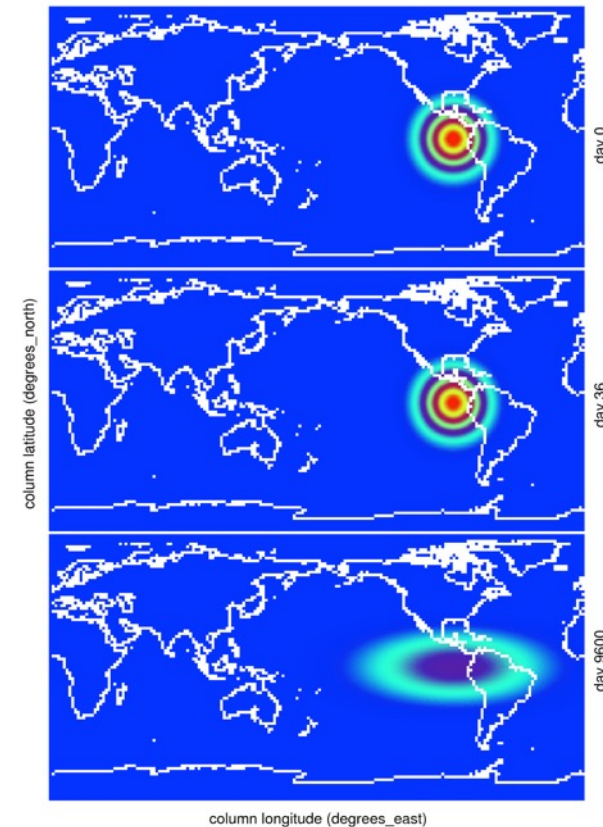 day 0
column latitude (degrees_north)
day 36
day 9600
column longitude (degrees_east)